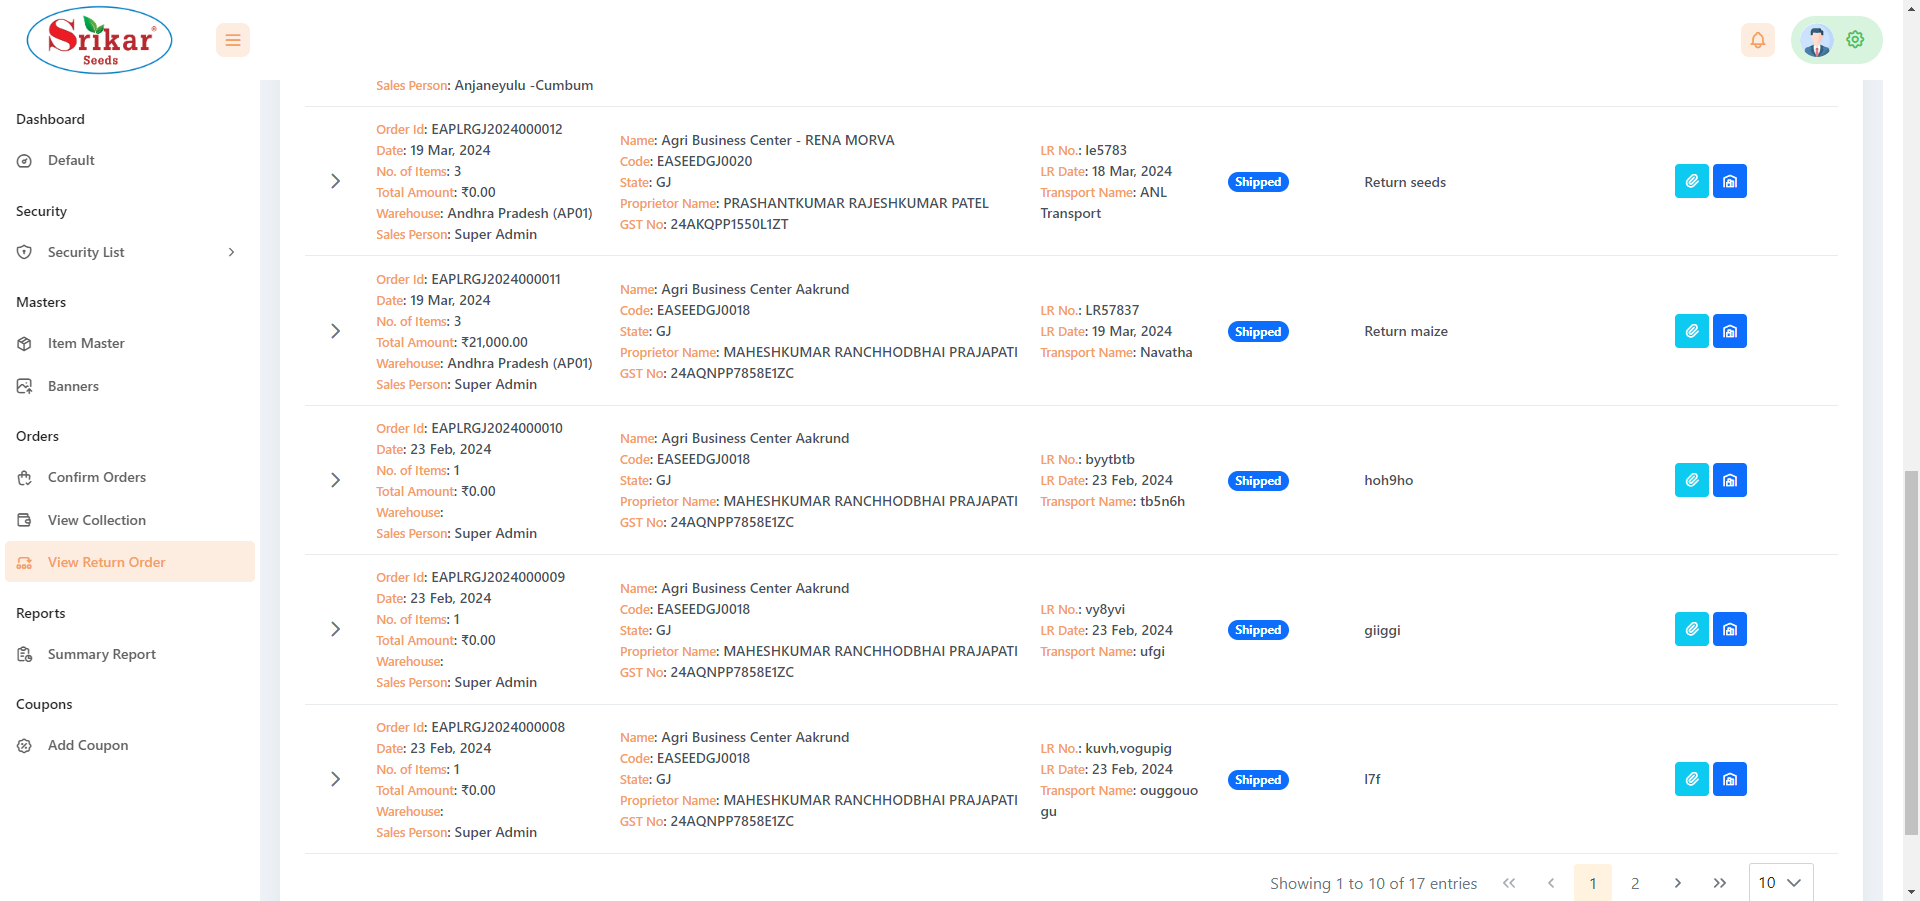 Srikar
Seeds
Dashboard
Default
Security
Security List
Masters
Item Master
Banners
Orders
Confirm Orders
View Collection
View Return Order
Reports
Summary Report
Coupons
Add Coupon
Sales Person: Anjaneyulu -Cumbum
Order Id: EAPLRGJ2024000012
Date: 19 Mar, 2024
No. of Items: 3
Total Amount: ₹0.00
Warehouse: Andhra Pradesh (AP01)
Sales Person: Super Admin
Name: Agri Business Center - RENA MORVA
Code: EASEEDGJ0020
State: GJ
Proprietor Name: PRASHANTKUMAR RAJESHKUMAR PATEL
GST No: 24AKQPP1550L1ZT
LR No.: le5783
LR Date: 18 Mar, 2024
Transport Name: ANL
Transport
Shipped
Return seeds
Order Id: EAPLRGJ2024000011
Date: 19 Mar, 2024
No. of Items: 3
Total Amount: ₹21,000.00
Warehouse: Andhra Pradesh (AP01)
Sales Person: Super Admin
Name: Agri Business Center Aakrund
Code: EASEEDGJ0018
State: GJ
Proprietor Name: MAHESHKUMAR RANCHHODBHAI PRAJAPATI
GST No: 24AQNPP7858E1ZC
LR No.: LR57837
LR Date: 19 Mar, 2024
Transport Name: Navatha
Shipped
Return maize
Order Id: EAPLRGJ2024000010
Date: 23 Feb, 2024
No. of Items: 1
Total Amount: ₹0.00
Warehouse:
Sales Person: Super Admin
Name: Agri Business Center Aakrund
Code: EASEEDGJ0018
State: GJ
Proprietor Name: MAHESHKUMAR RANCHHODBHAI PRAJAPATI
GST No: 24AQNPP7858E1ZC
LR No.: byytbtb
LR Date: 23 Feb, 2024
Transport Name: tb5n6h
Shipped
hoh9ho
Order Id: EAPLRGJ2024000009
Date: 23 Feb, 2024
No. of Items: 1
Total Amount: ₹0.00
Warehouse:
Sales Person: Super Admin
Name: Agri Business Center Aakrund
Code: EASEEDGJ0018
State: GJ
Proprietor Name: MAHESHKUMAR RANCHHODBHAI PRAJAPATI
GST No: 24AQNPP7858E1ZC
LR No.: vy8yvi
LR Date: 23 Feb, 2024
Transport Name: ufgi
Shipped
giiggi
Order Id: EAPLRGJ2024000008
Date: 23 Feb, 2024
No. of Items: 1
Total Amount: ₹0.00
Warehouse:
Sales Person: Super Admin
Name: Agri Business Center Aakrund
Code: EASEEDGJ0018
State: GJ
Proprietor Name: MAHESHKUMAR RANCHHODBHAI PRAJAPATI
GST No: 24AQNPP7858E1ZC
LR No.: kuvh,vogupig
LR Date: 23 Feb, 2024
Transport Name: ouggouo
gu
Shipped
l7f
Showing 1 to 10 of 17 entries
1
2
10